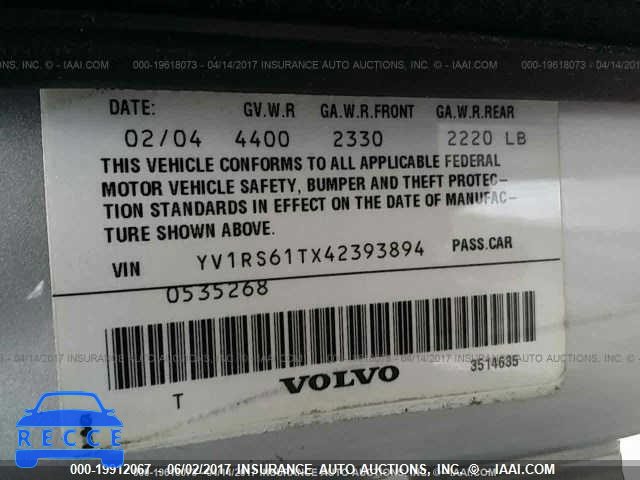 000-19618073 - 04/14/2017 INSURANCE AUTO AUCTIONS, INC. - © IAAI.COM
DATE: GV.W.R GA.W.R.FRONT GA.W.R.REAR
02/04 4400 2330 2220 LB
THIS VEHICLE CONFORMS TO ALL APPLICABLE FEDERAL
MOTOR VEHICLE SAFETY, BUMPER AND THEFT PROTEC-
TION STANDARDS IN EFFECT ON THE DATE OF MANUFAC-
TURE SHOWN ABOVE.
VIN YV1RS61TX42393894 PASS.CAR
0535268
04/14/2017 INSURANCE AUTO AUCTIONS, INC. - © IAAI.COM
T VOLVO 3514635
RECCE
000-19912067 - 06/02/2017 - © INSURANCE AUTO AUCTIONS, INC. - © IAAI.COM